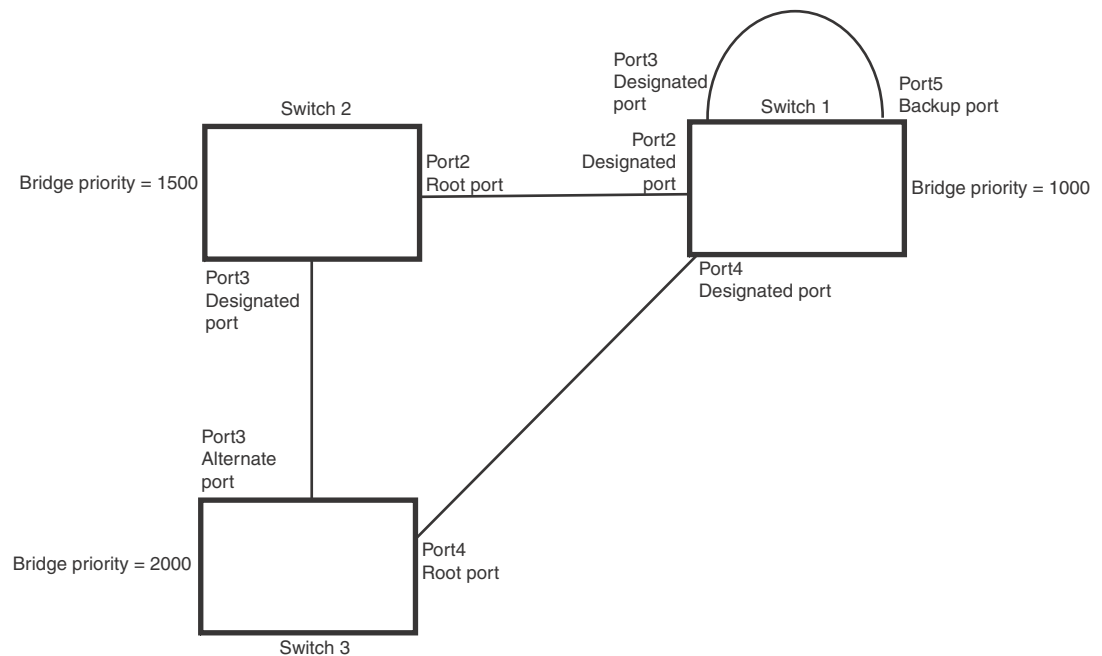 Switch 2
Bridge priority = 1500
Port2
Root port
Port3
Designated
port
Port3
Designated
port
Switch 1
Port5
Backup port
Port2
Designated
port
Bridge priority = 1000
Port4
Designated port
Port3
Alternate
port
Bridge priority = 2000
Port4
Root port
Switch 3